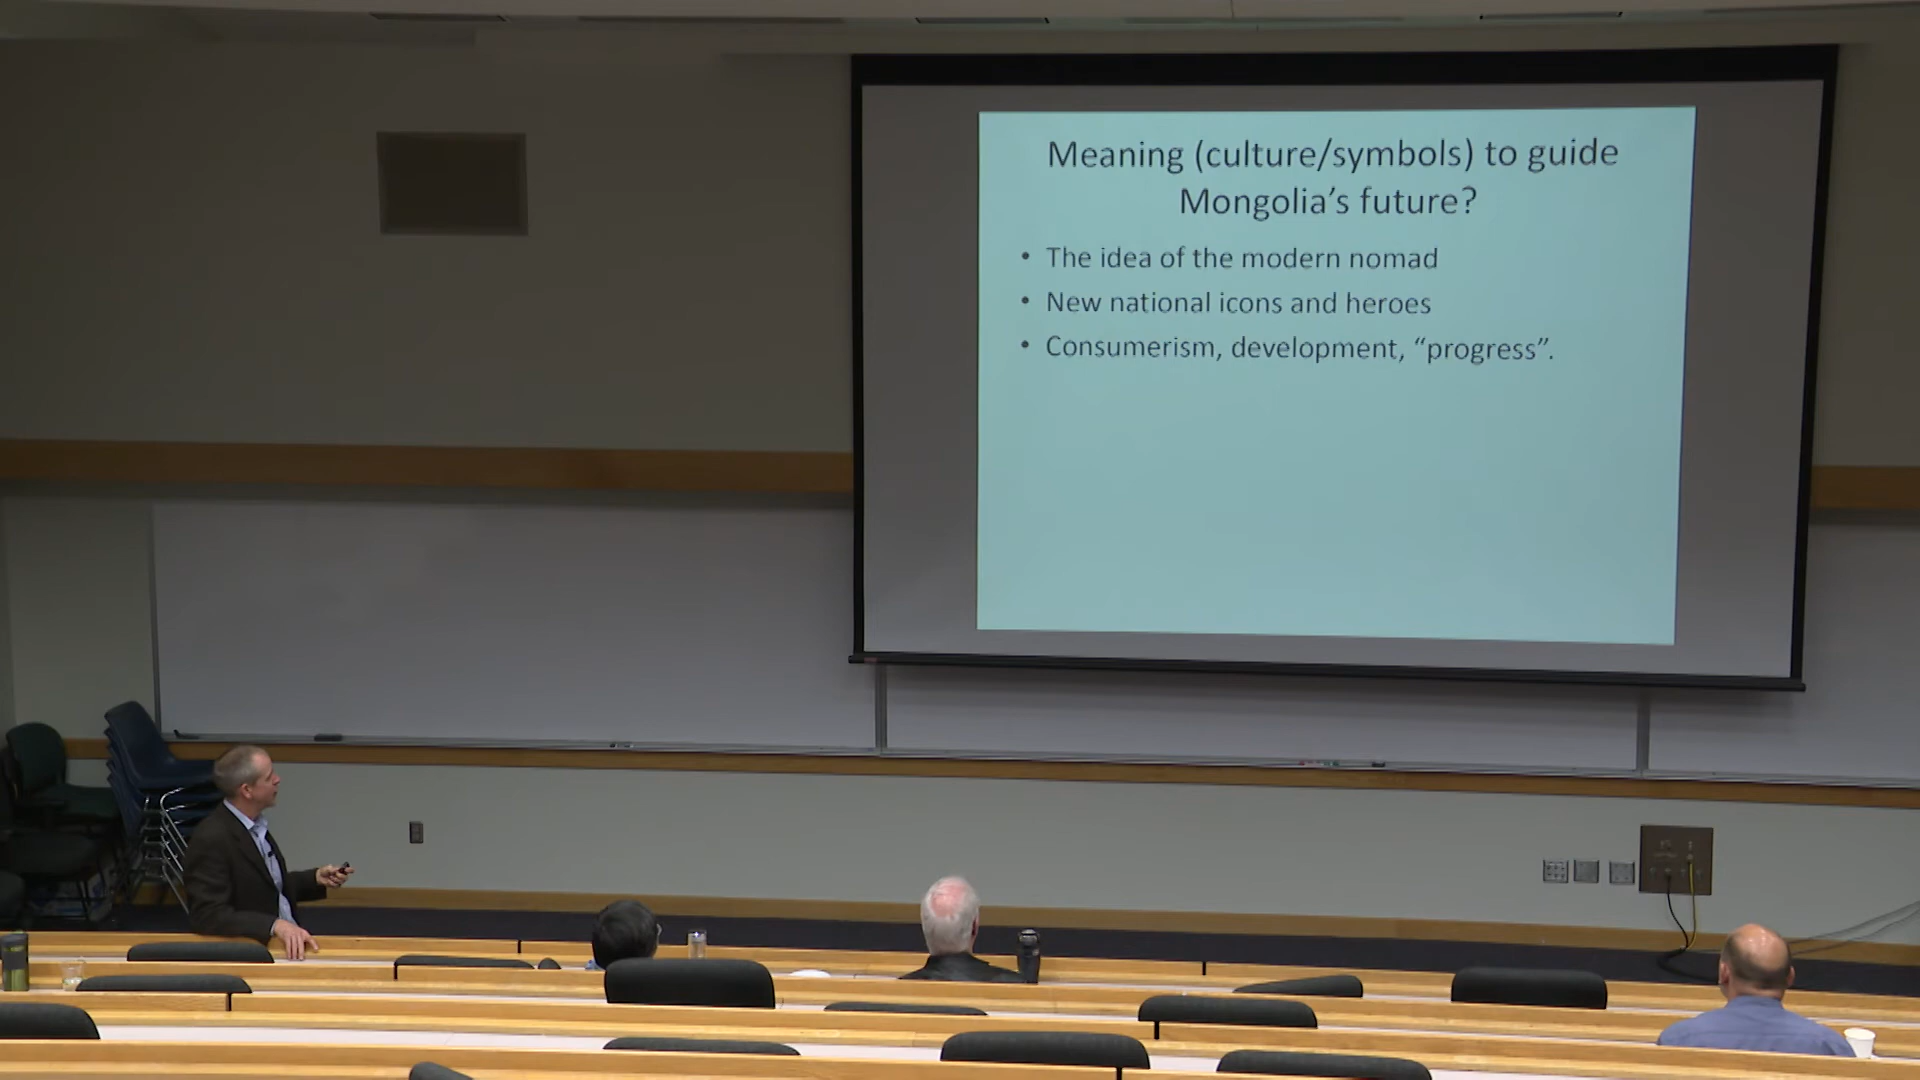 Meaning (culture/symbols) to guide
Mongolia’s future?
• The idea of the modern nomad
• New national icons and heroes
• Consumerism, development, “progress”.